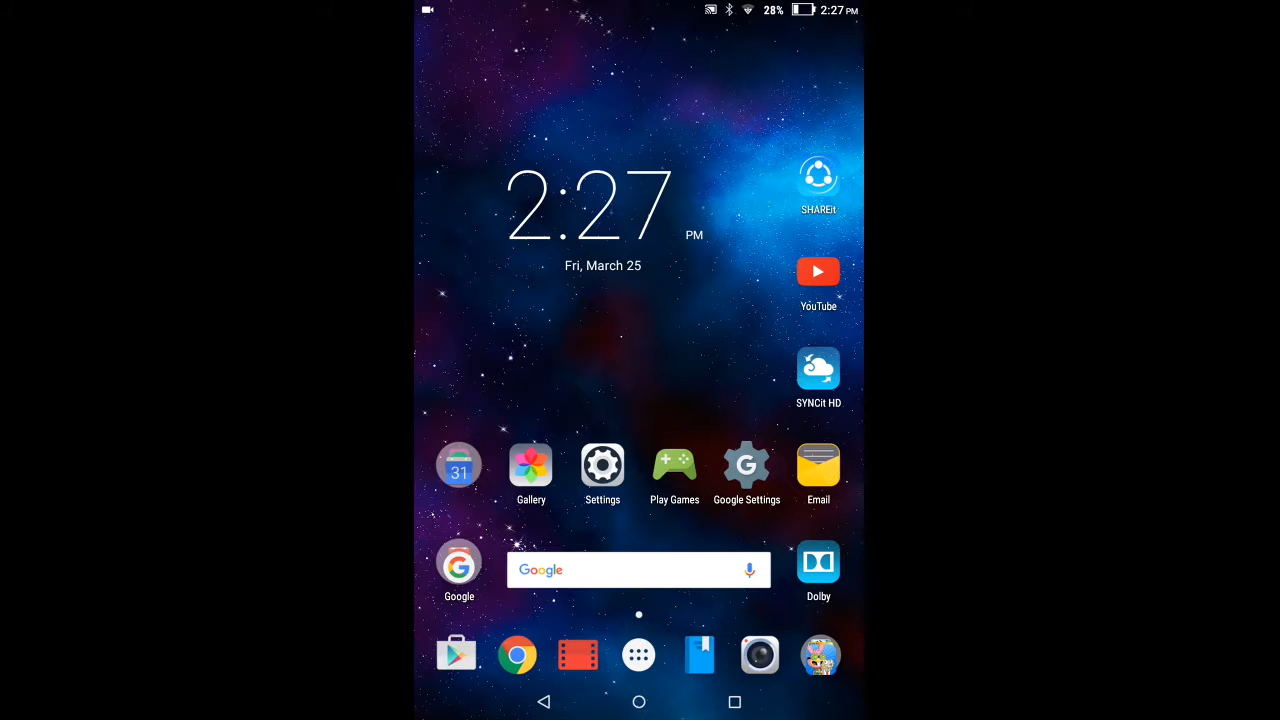 28% 2:27 PM
2:27 PM
Fri, March 25
SHAREit
YouTube
SYNCit HD
31
Gallery
Settings
Play Games
G
Google Settings
Email
Google
G
Google
Dolby